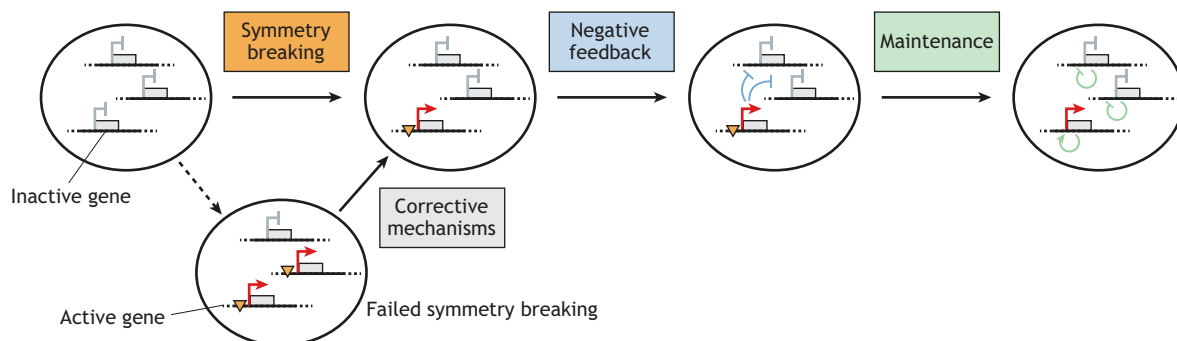 Symmetry
breaking
Negative
feedback
Maintenance
Inactive gene
Corrective
mechanisms
Active gene
Failed symmetry breaking